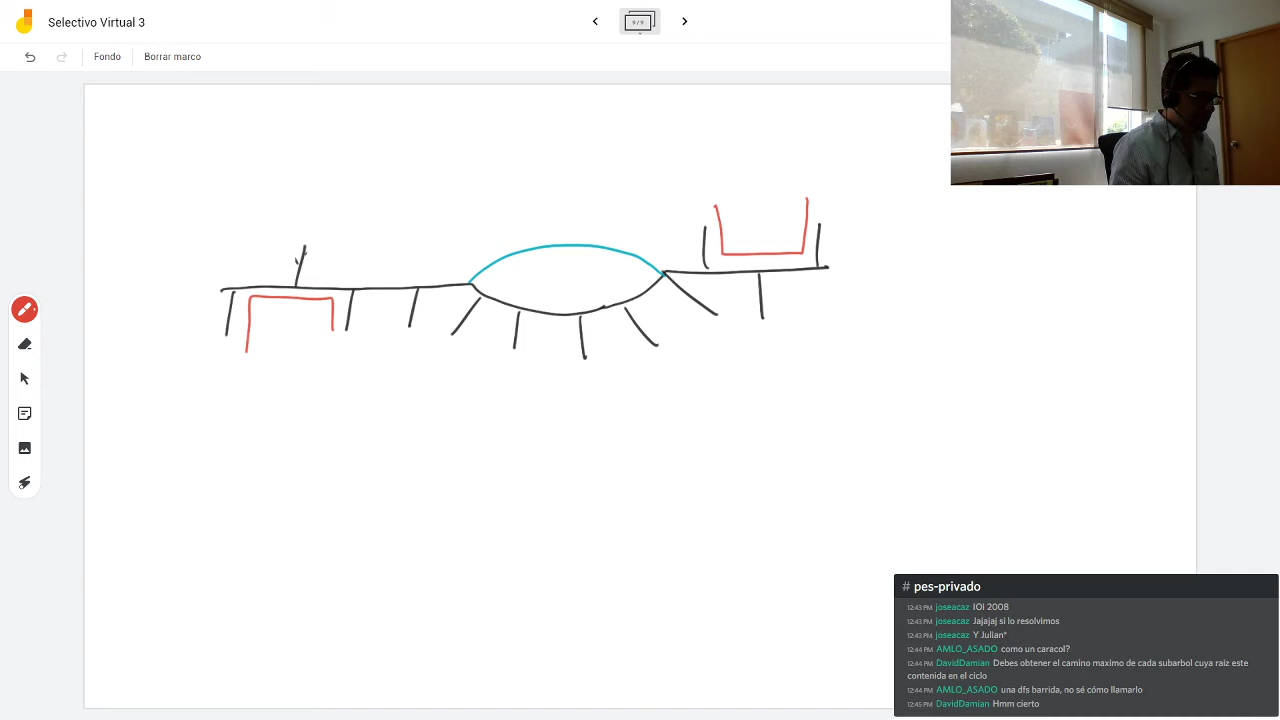 Selectivo Virtual 3
9/9
Fondo
Borrar marco
# pes-privado
12:43 PM joseacaz IOI 2008
12:43 PM joseacaz Jajajaj si lo resolvimos
12:43 PM joseacaz Y Julian*
12:44 PM AMLO_ASADO como un caracol?
12:44 PM DavidDamian Debes obtener el camino maximo de cada subarbol cuya raiz este
contenida en el ciclo
12:44 PM AMLO_ASADO una dfs barrida, no sé cómo llamarlo
12:45 PM DavidDamian Hmm cierto